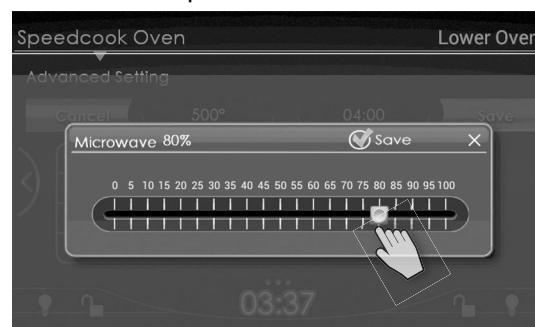 Speedcook Oven Lower Oven
Advanced Setting
Cancel 500° 04:00 Save
Microwave 80% Save
0 5 10 15 20 25 30 35 40 45 50 55 60 65 70 75 80 85 90 95 100
03:37